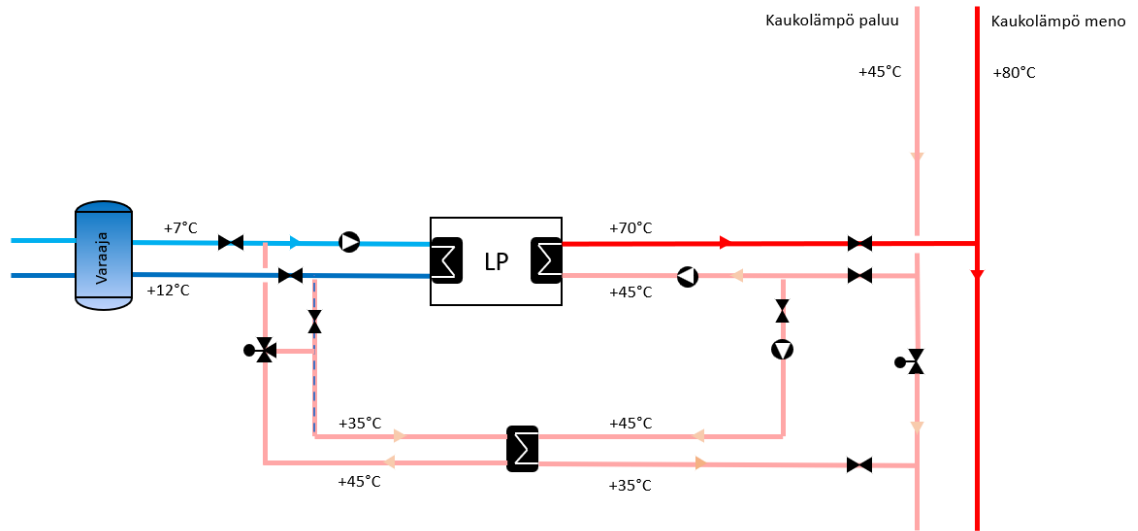 Kaukolämpö paluu
Kaukolämpö meno
+45°C
+80°C
Varaaja
+7°C
+70°C
LP
+12°C
+45°C
+35°C
+45°C
+45°C
+35°C